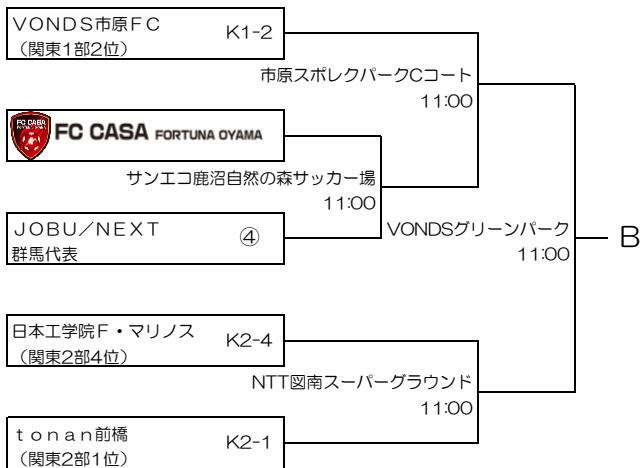 VONDS市原FC
（関東1部2位）
K1-2
市原スポレクパークCコート
11:00
FC CASA FORTUNA OYAMA
サンエコ鹿沼自然の森サッカー場
11:00
JOBU／NEXT
群馬代表
④
VONDSグリーンパーク
11:00
B
日本工学院F・マリノス
（関東2部4位）
K2-4
NTT図南スーパーグラウンド
11:00
tonan前橋
（関東2部1位）
K2-1